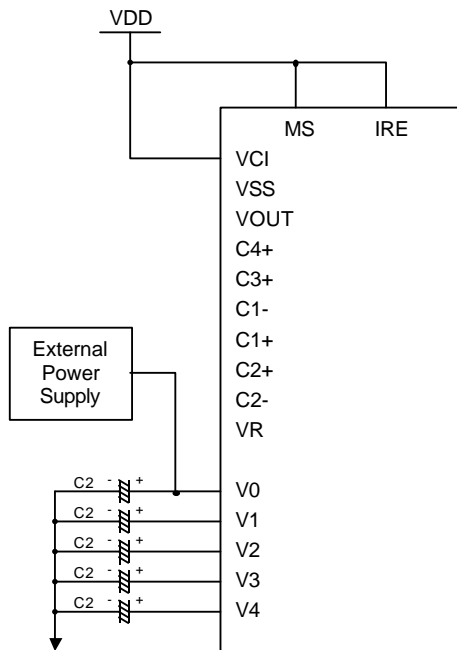 VDD
MS IRE
VCI
VSS
VOUT
C4+
C3+
C1-
C1+
C2+
C2-
VR
External
Power
Supply
C2 - + V0
C2 - + V1
C2 - + V2
C2 - + V3
C2 - + V4